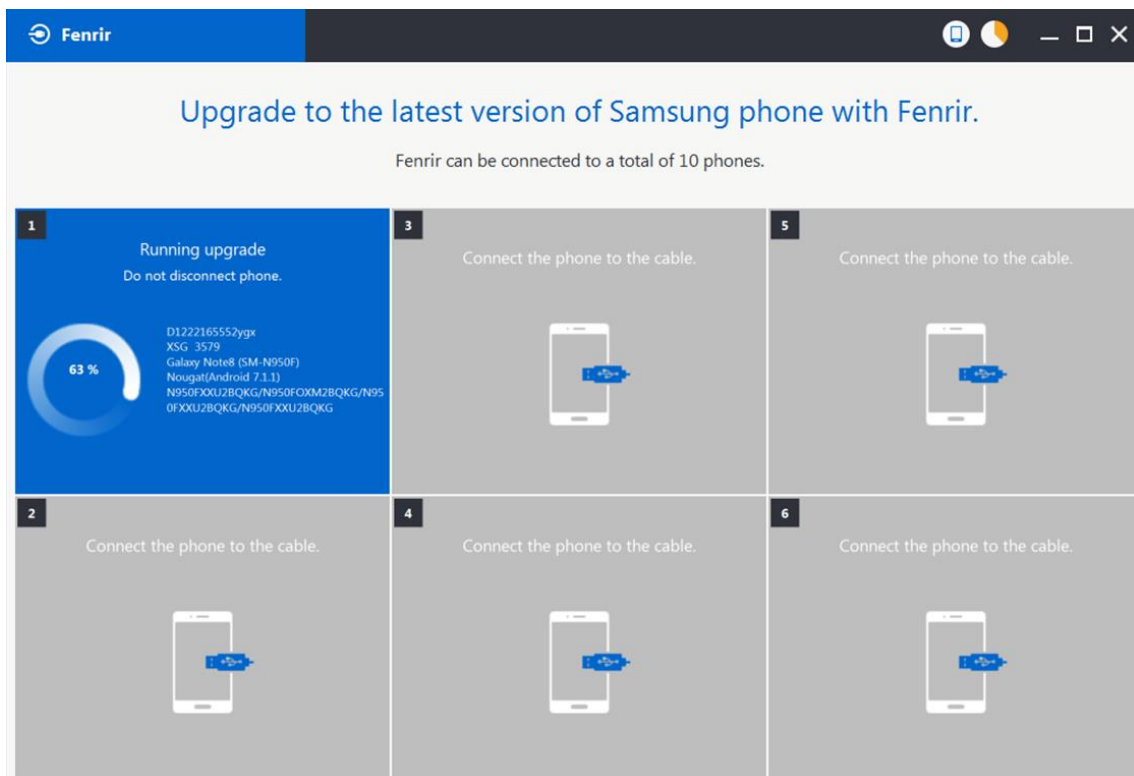 Fenrir
Upgrade to the latest version of Samsung phone with Fenrir.
Fenrir can be connected to a total of 10 phones.
1
Running upgrade
Do not disconnect phone.
63 %
D1222165552ygx
XSG 3579
Galaxy Note8 (SM-N950F)
Nougat(Android 7.1.1)
N950FXXU2BQKG/N950FOXM2BQKG/N95
0FXXU2BQKG/N950FXXU2BQKG
3
Connect the phone to the cable.
5
Connect the phone to the cable.
2
Connect the phone to the cable.
4
Connect the phone to the cable.
6
Connect the phone to the cable.